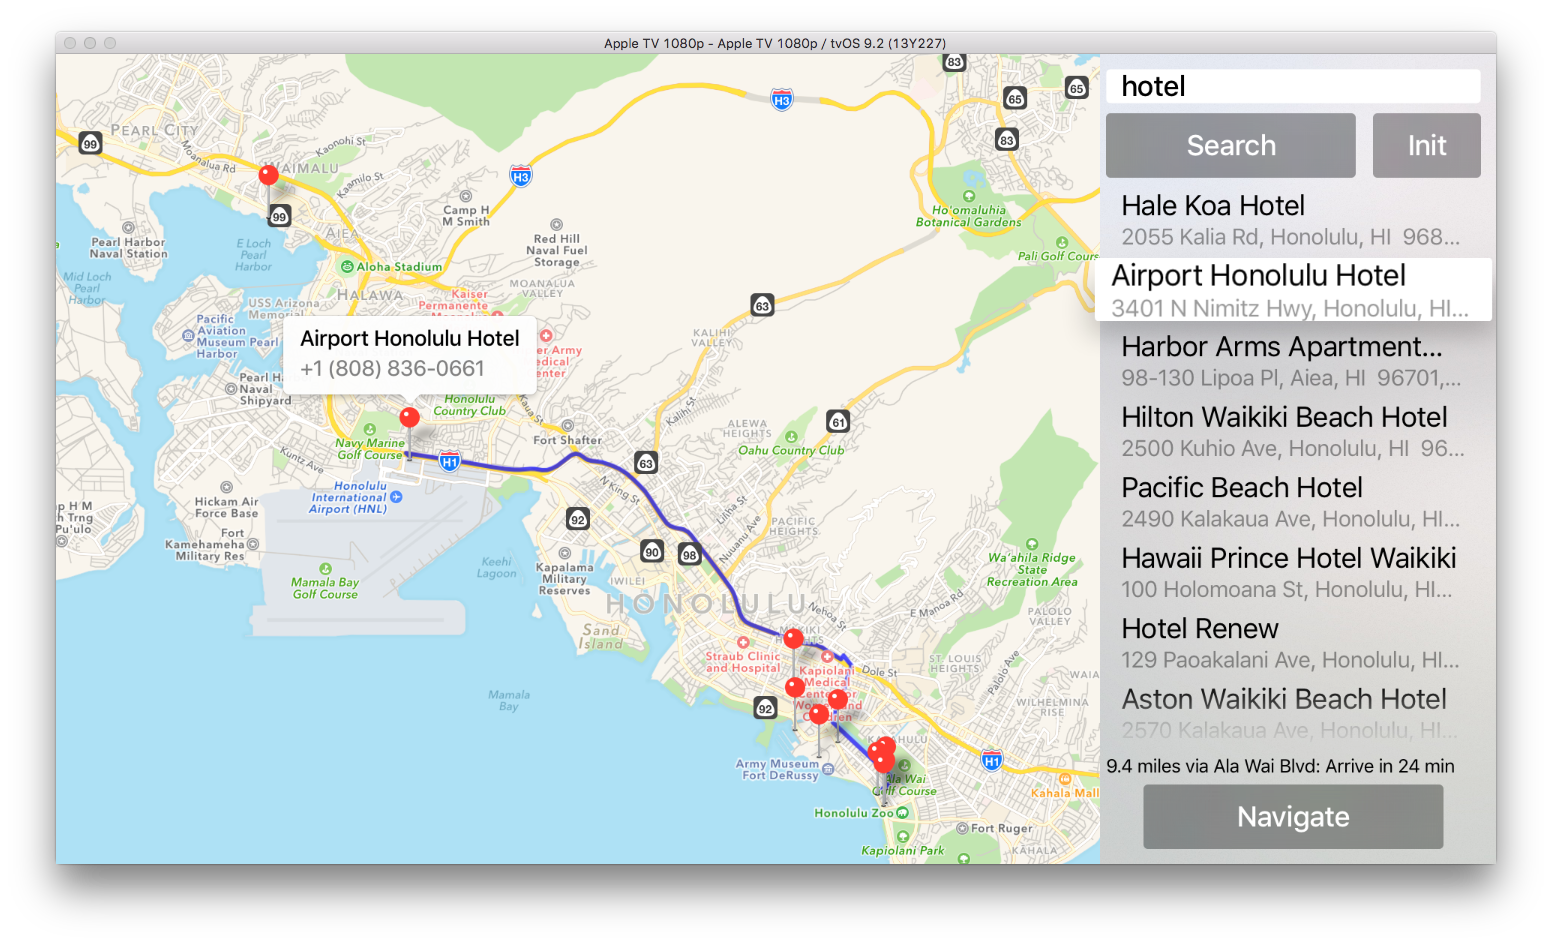 Apple TV 1080p - Apple TV 1080p / tvOS 9.2 (13Y227)
hotel
Search
Init
Hale Koa Hotel
2055 Kalia Rd, Honolulu, HI 968...
Airport Honolulu Hotel
3401 N Nimitz Hwy, Honolulu, HI...
Harbor Arms Apartment...
98-130 Lipoa Pl, Aiea, HI 96701,...
Hilton Waikiki Beach Hotel
2500 Kuhio Ave, Honolulu, HI 96...
Pacific Beach Hotel
2490 Kalakaua Ave, Honolulu, HI...
Hawaii Prince Hotel Waikiki
100 Holomoana St, Honolulu, HI...
Hotel Renew
129 Paoakalani Ave, Honolulu, HI...
Aston Waikiki Beach Hotel
2570 Kalakaua Ave, Honolulu, HI...
9.4 miles via Ala Wai Blvd: Arrive in 24 min
Navigate
83
65
65
83
H3
H3
99
PEARL CITY
Moanalua Rd
Kaonohi St
WAIMALU
Kaamilo St
99
AIEA
Pearl Harbor
Naval Station
E Loch
Pearl
Harbor
Mid Loch
Pearl
Harbor
Camp H
M Smith
Red Hill
Naval Fuel
Storage
Aloha Stadium
MOANALUA
VALLEY
HALAWA
USS Arizona
Memorial
Kaiser
Permanente
Ho'omaluhia
Botanical Gardens
Pali Golf Cours
63
KALIHI
VALLEY
Pacific
Aviation
Museum Pearl
Harbor
Airport Honolulu Hotel
+1 (808) 836-0661
er Army
edical
enter
Pearl H
Naval
Shipyard
Honolulu
Country Club
Kaua St
Kalihi St
Fort Shafter
ALEWA
HEIGHTS
61
Oahu Country Club
Navy Marine
Golf Course
Kuntz Ave
H1
63
N King St
Liliha St
Nuuanu Ave
Honolulu
International
Airport (HNL)
Hickam Air
Force Base
Fort
Kamehameha
Military Res
p H M
h Trng
Pu'ulo
92
90
98
PACIFIC
HEIGHTS
Keehi
Lagoon
Kapalama
Military
Reserves
IWILEI
Mamala Bay
Golf Course
HONOLULU
Wa'ahila Ridge
State
Recreation Area
E Manoa Rd
Nehoa St
PALOLO
VALLEY
Sand
Island
Straub Clinic
and Hospital
Kapiolani
Medical
Dole St
ST. LOUIS
HEIGHTS
Palolo Ave
WAIA
WILHELMINA
RISE
Mamala
Bay
92
Army Museum
Fort DeRussy
H1
Ala Wai
Golf Course
Kahala-Mall
Honolulu Zoo
Fort Ruger
Kapiolani Park
KAHALA